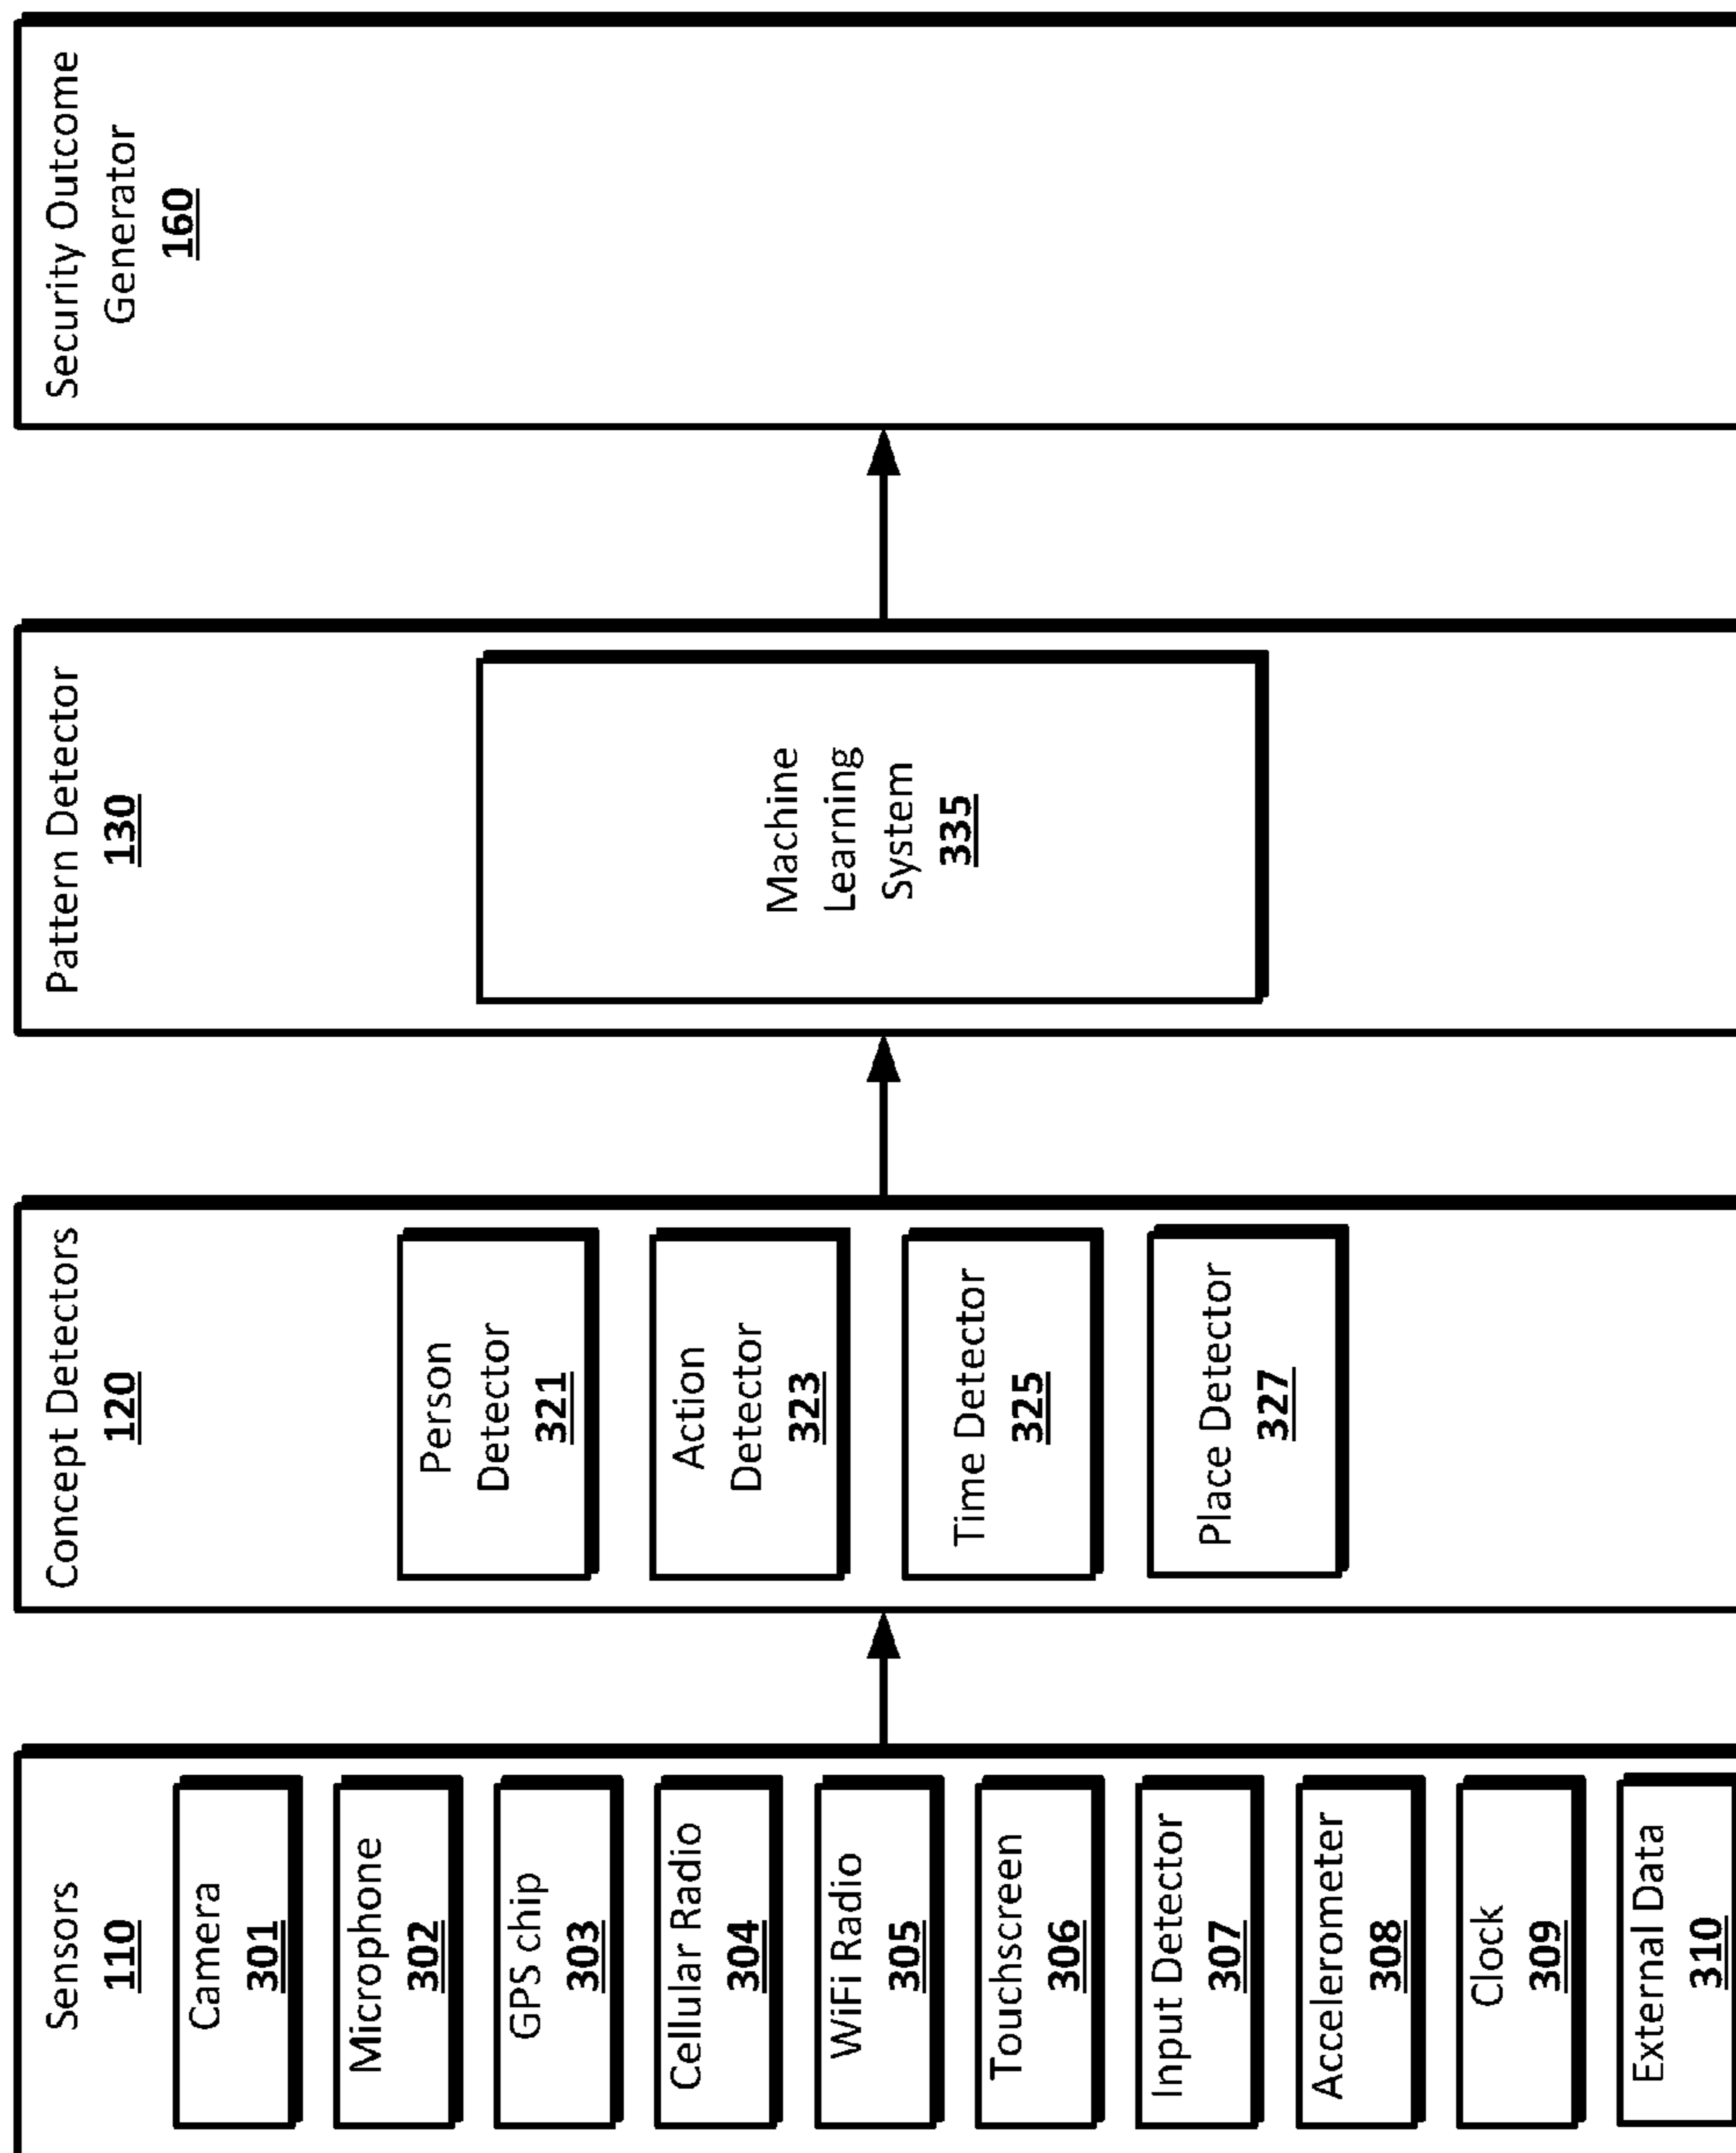 Sensors
110
Camera
301
Microphone
302
GPS chip
303
Cellular Radio
304
WiFi Radio
305
Touchscreen
306
Input Detector
307
Accelerometer
308
Clock
309
External Data
310
Concept Detectors
120
Person
Detector
321
Action
Detector
323
Time Detector
325
Place Detector
327
Pattern Detector
130
Machine
Learning
System
335
Security Outcome
Generator
160